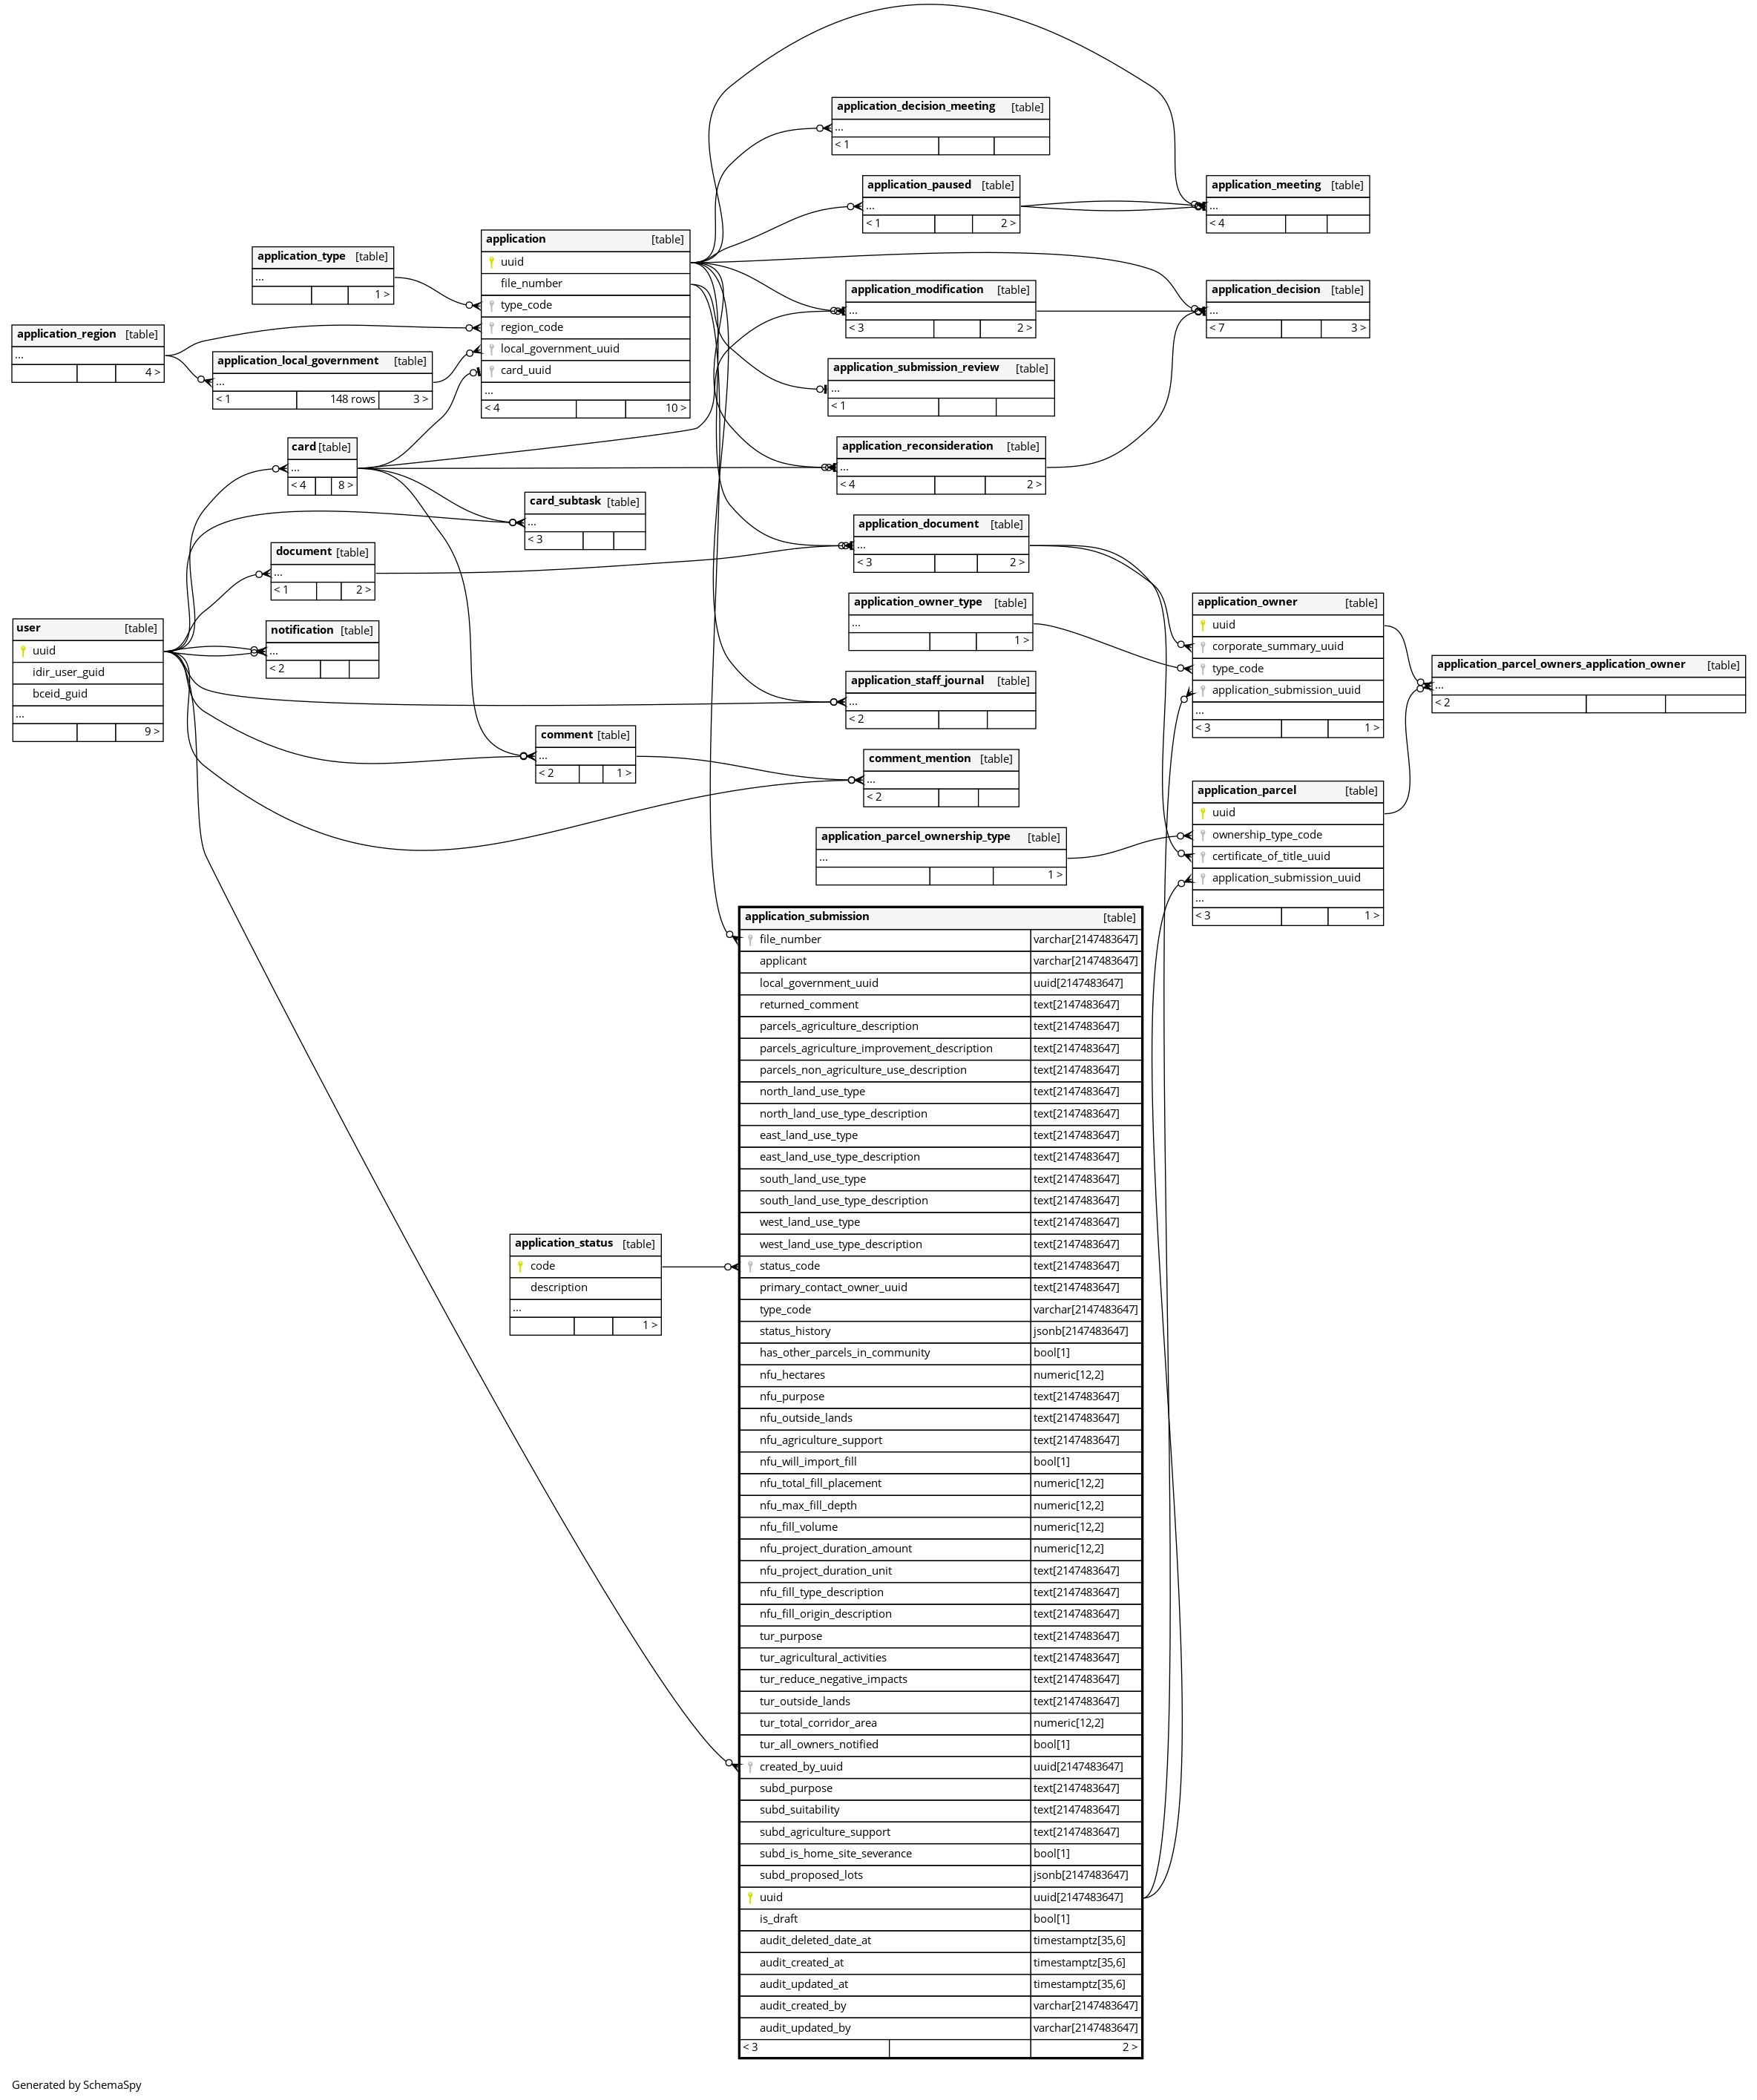 application_decision_meeting [table]
...
< 1
application_paused [table]
...
< 1 2 >
application_meeting [table]
...
< 4
application [table]
uuid
file_number
type_code
region_code
local_government_uuid
card_uuid
...
< 4 10 >
application_type [table]
...
1 >
application_modification [table]
...
< 3 2 >
application_decision [table]
...
< 7 3 >
application_region [table]
...
4 >
application_local_government [table]
...
< 1 148 rows 3 >
application_submission_review [table]
...
< 1
card [table]
...
< 4 8 >
application_reconsideration [table]
...
< 4 2 >
card_subtask [table]
...
< 3
application_document [table]
...
< 3 2 >
document [table]
...
< 1 2 >
application_owner_type [table]
...
1 >
application_owner [table]
uuid
corporate_summary_uuid
type_code
application_submission_uuid
...
< 3 1 >
user [table]
uuid
idir_user_guid
bceid_guid
...
9 >
notification [table]
...
< 2
application_parcel_owners_application_owner [table]
...
< 2
application_staff_journal [table]
...
< 2
comment [table]
...
< 2 1 >
comment_mention [table]
...
< 2
application_parcel [table]
uuid
ownership_type_code
certificate_of_title_uuid
application_submission_uuid
...
< 3 1 >
application_parcel_ownership_type [table]
...
1 >
application_submission [table]
file_number varchar[2147483647]
applicant varchar[2147483647]
local_government_uuid uuid[2147483647]
returned_comment text[2147483647]
parcels_agriculture_description text[2147483647]
parcels_agriculture_improvement_description text[2147483647]
parcels_non_agriculture_use_description text[2147483647]
north_land_use_type text[2147483647]
north_land_use_type_description text[2147483647]
east_land_use_type text[2147483647]
east_land_use_type_description text[2147483647]
south_land_use_type text[2147483647]
south_land_use_type_description text[2147483647]
west_land_use_type text[2147483647]
west_land_use_type_description text[2147483647]
status_code text[2147483647]
primary_contact_owner_uuid text[2147483647]
type_code varchar[2147483647]
status_history jsonb[2147483647]
has_other_parcels_in_community bool[1]
nfu_hectares numeric[12,2]
nfu_purpose text[2147483647]
nfu_outside_lands text[2147483647]
nfu_agriculture_support text[2147483647]
nfu_will_import_fill bool[1]
nfu_total_fill_placement numeric[12,2]
nfu_max_fill_depth numeric[12,2]
nfu_fill_volume numeric[12,2]
nfu_project_duration_amount numeric[12,2]
nfu_project_duration_unit text[2147483647]
nfu_fill_type_description text[2147483647]
nfu_fill_origin_description text[2147483647]
tur_purpose text[2147483647]
tur_agricultural_activities text[2147483647]
tur_reduce_negative_impacts text[2147483647]
tur_outside_lands text[2147483647]
tur_total_corridor_area numeric[12,2]
tur_all_owners_notified bool[1]
created_by_uuid uuid[2147483647]
subd_purpose text[2147483647]
subd_suitability text[2147483647]
subd_agriculture_support text[2147483647]
subd_is_home_site_severance bool[1]
subd_proposed_lots jsonb[2147483647]
uuid uuid[2147483647]
is_draft bool[1]
audit_deleted_date_at timestamptz[35,6]
audit_created_at timestamptz[35,6]
audit_updated_at timestamptz[35,6]
audit_created_by varchar[2147483647]
audit_updated_by varchar[2147483647]
< 3 2 >
application_status [table]
code
description
...
1 >
Generated by SchemaSpy